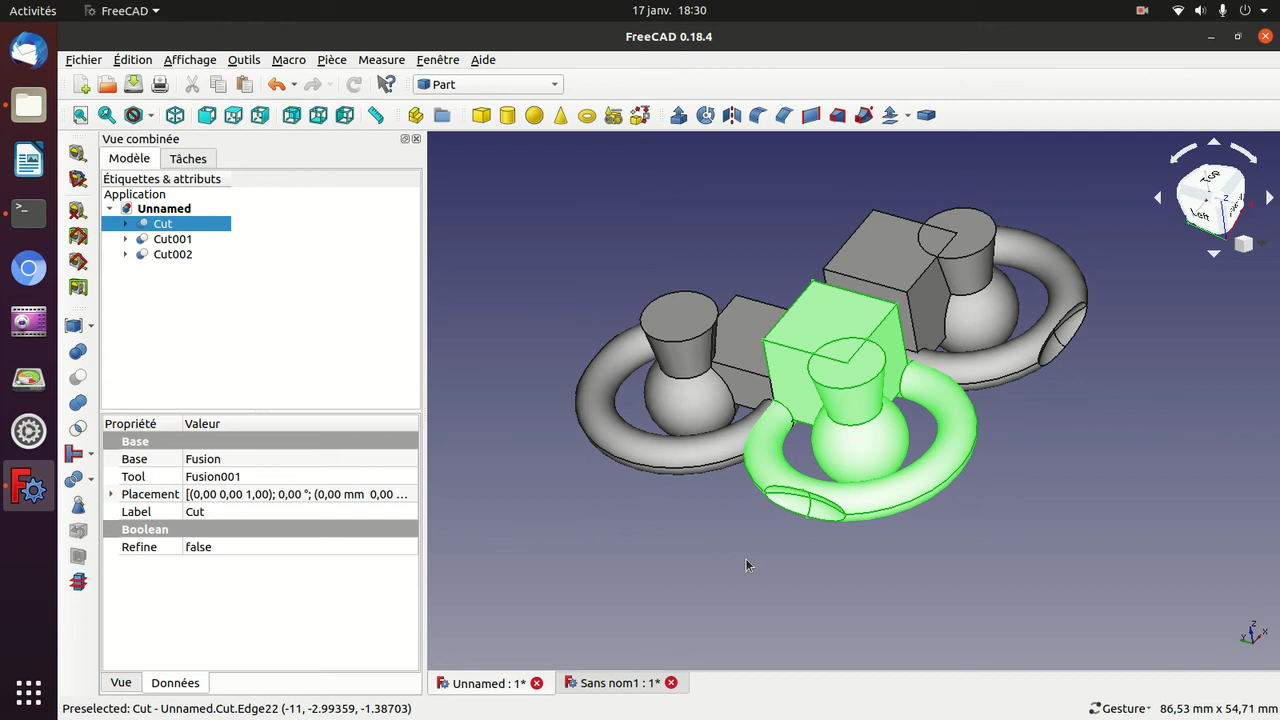 Activités FreeCAD 17 janv. 18:30
FreeCAD 0.18.4
Fichier Édition Affichage Outils Macro Pièce Mesure Fenêtre Aide
Part
Vue combinée
Modèle Tâches
Étiquettes & attributs
Application
Unnamed
Cut
Cut001
Cut002
Propriété Valeur
Base
Base Fusion
Tool Fusion001
Placement [(0,00 0,00 1,00); 0,00 °; (0,00 mm 0,00 ...
Label Cut
Boolean
Refine false
Vue Données
Left
Z
Z
X
Y
Unnamed : 1* Sans nom1 : 1*
Preselected: Cut - Unnamed.Cut.Edge22 (-11, -2.99359, -1.38703) Gesture 86,53 mm x 54,71 mm